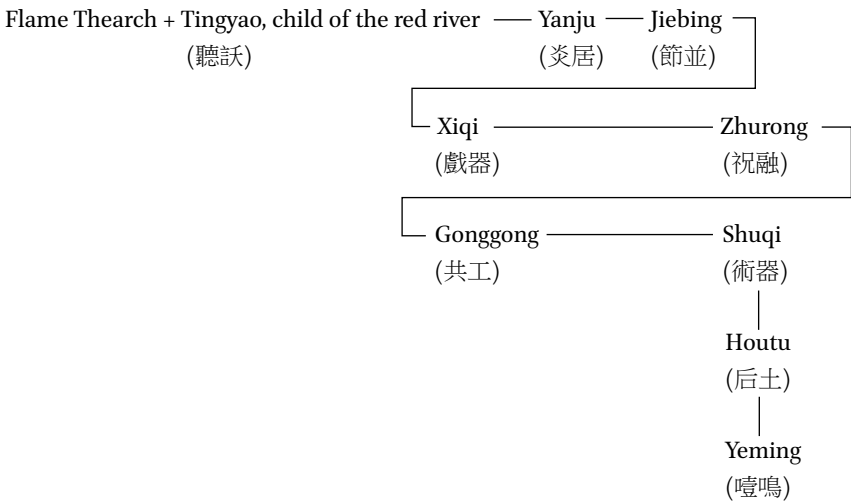 Flame Thearch + Tingyao, child of the red river Yanju Jiebing
(聽訞) (炎居) (節並)
Xiqi Zhurong
(戲器) (祝融)
Gonggong Shuqi
(共工) (術器)
Houtu
(后土)
Yeming
(噎鳴)